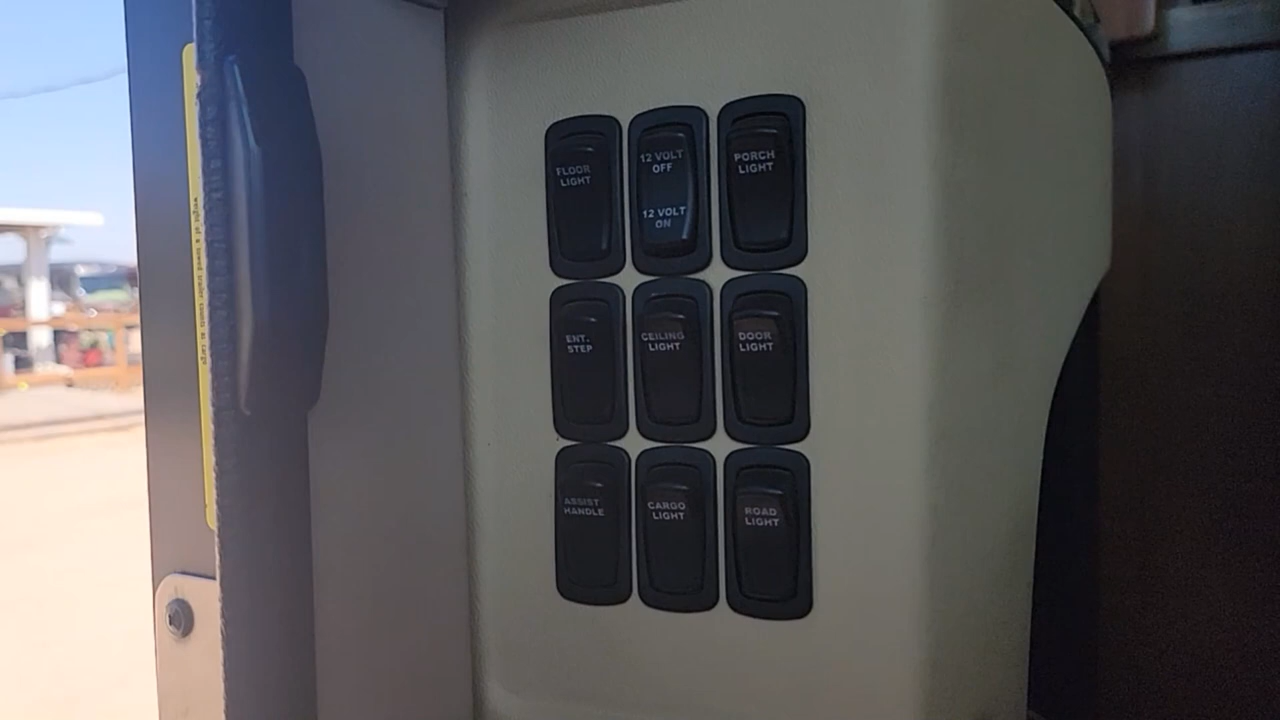 FLOOR
LIGHT
12 VOLT
OFF
12 VOLT
ON
PORCH
LIGHT
ENT.
STEP
CEILING
LIGHT
DOOR
LIGHT
ASSIST
HANDLE
CARGO
LIGHT
ROAD
LIGHT